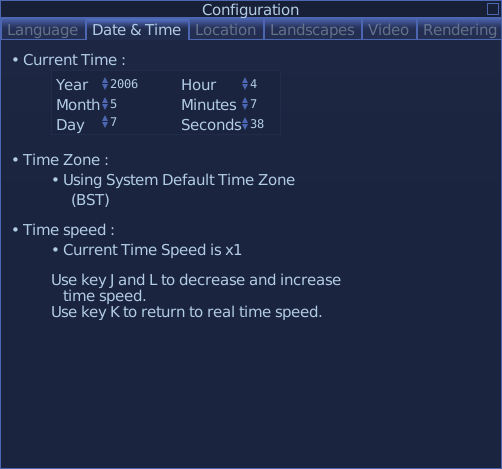 Configuration
Language Date & Time Location Landscapes Video Rendering
• Current Time :
Year 2006 Hour 4
Month 5 Minutes 7
Day 7 Seconds 38
• Time Zone :
• Using System Default Time Zone
(BST)
• Time speed :
• Current Time Speed is x1
Use key J and L to decrease and increase
time speed.
Use key K to return to real time speed.